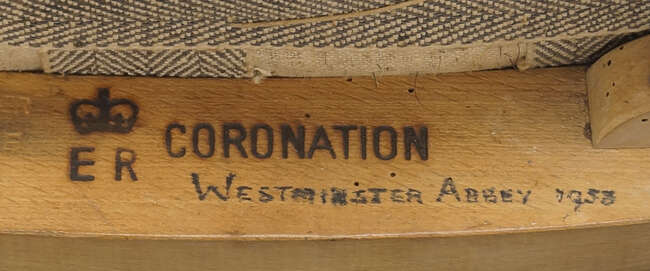 E R CORONATION
WESTMINSTER ABBEY 1953